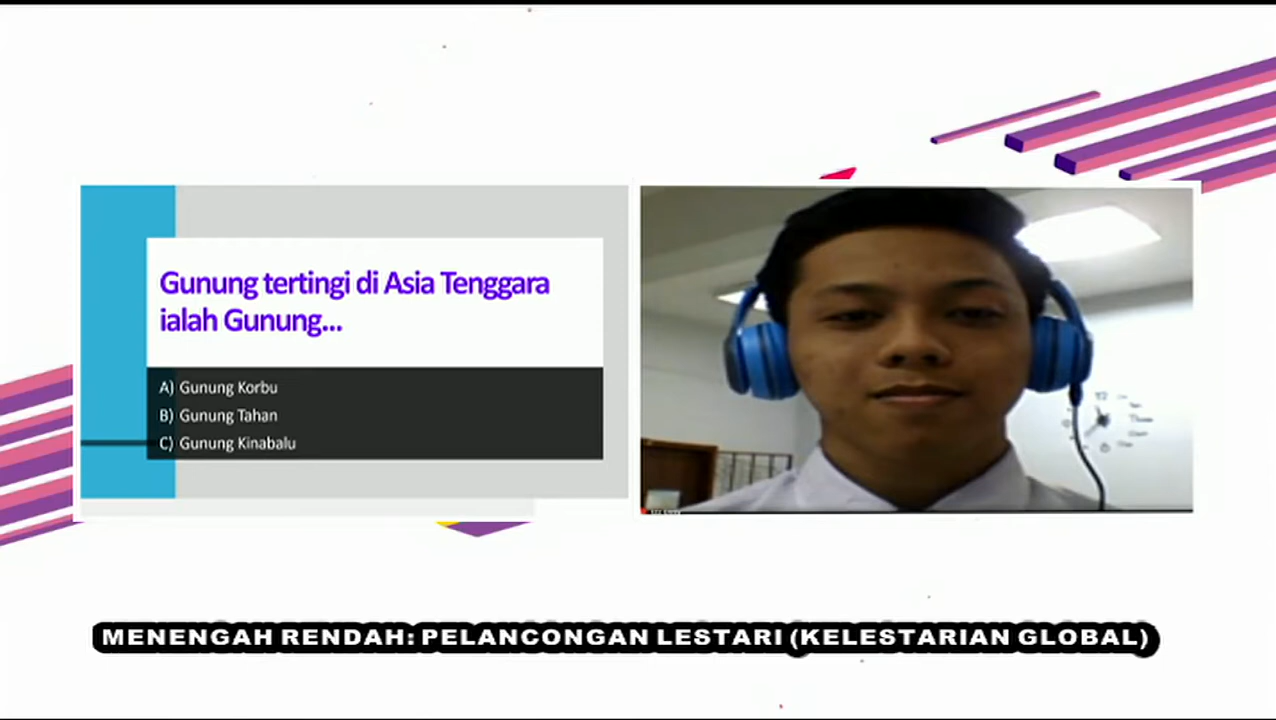 Gunung tertingi di Asia Tenggara
ialah Gunung...
A) Gunung Korbu
B) Gunung Tahan
C) Gunung Kinabalu
MENENGAH RENDAH: PELANCONGAN LESTARI (KELESTARIAN GLOBAL)